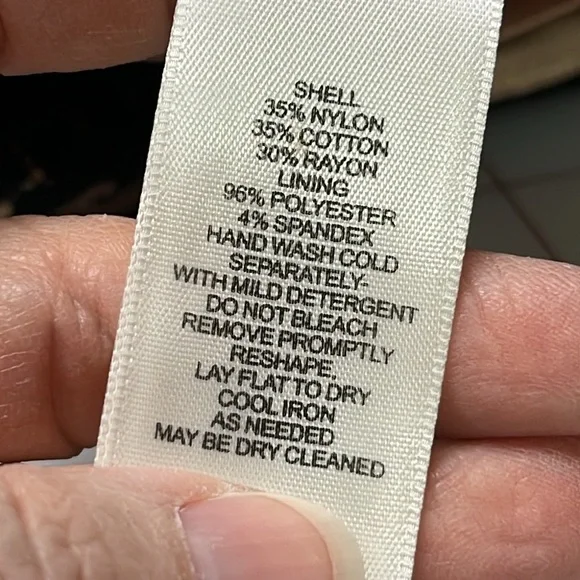 SHELL
35% NYLON
35% COTTON
30% RAYON
LINING
96% POLYESTER
4% SPANDEX
HAND WASH COLD
SEPARATELY-
WITH MILD DETERGENT
DO NOT BLEACH
REMOVE PROMPTLY
RESHAPE.
LAY FLAT TO DRY
COOL IRON
AS NEEDED
MAY BE DRY CLEANED